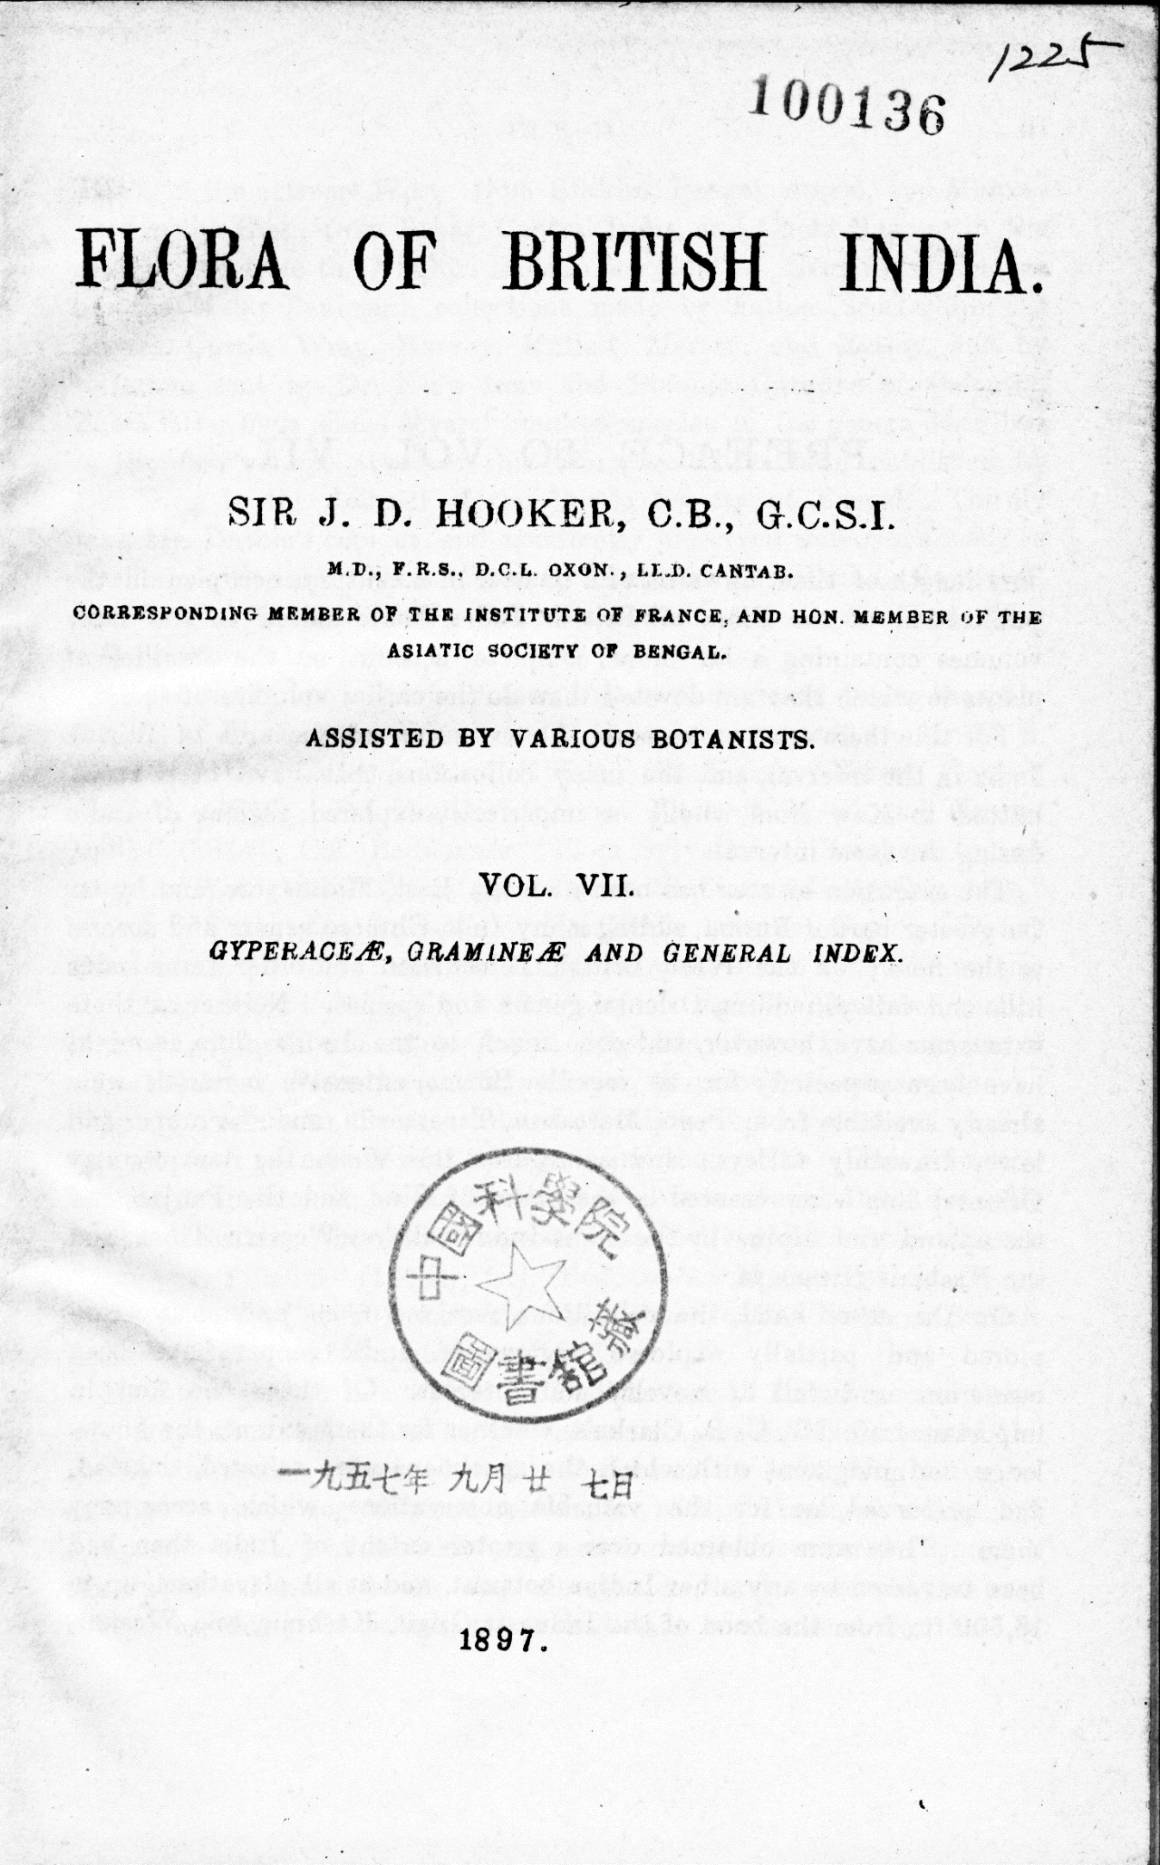 1225
100136
FLORA OF BRITISH INDIA.
SIR J. D. HOOKER, C.B., G.C.S.I.
M.D., F.R.S., D.C.L. OXON., LL.D. CANTAB.
CORRESPONDING MEMBER OF THE INSTITUTE OF FRANCE, AND HON. MEMBER OF THE
ASIATIC SOCIETY OF BENGAL.
ASSISTED BY VARIOUS BOTANISTS.
VOL. VII.
CYPERACEÆ, GRAMINEÆ AND GENERAL INDEX.
中國科學院
圖書館藏
一九五七年 九月廿七日
1897.